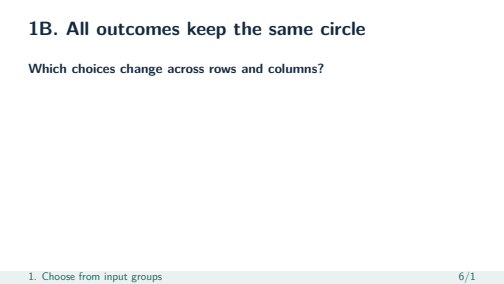 1B. All outcomes keep the same circle
Which choices change across rows and columns?
1. Choose from input groups
6/1